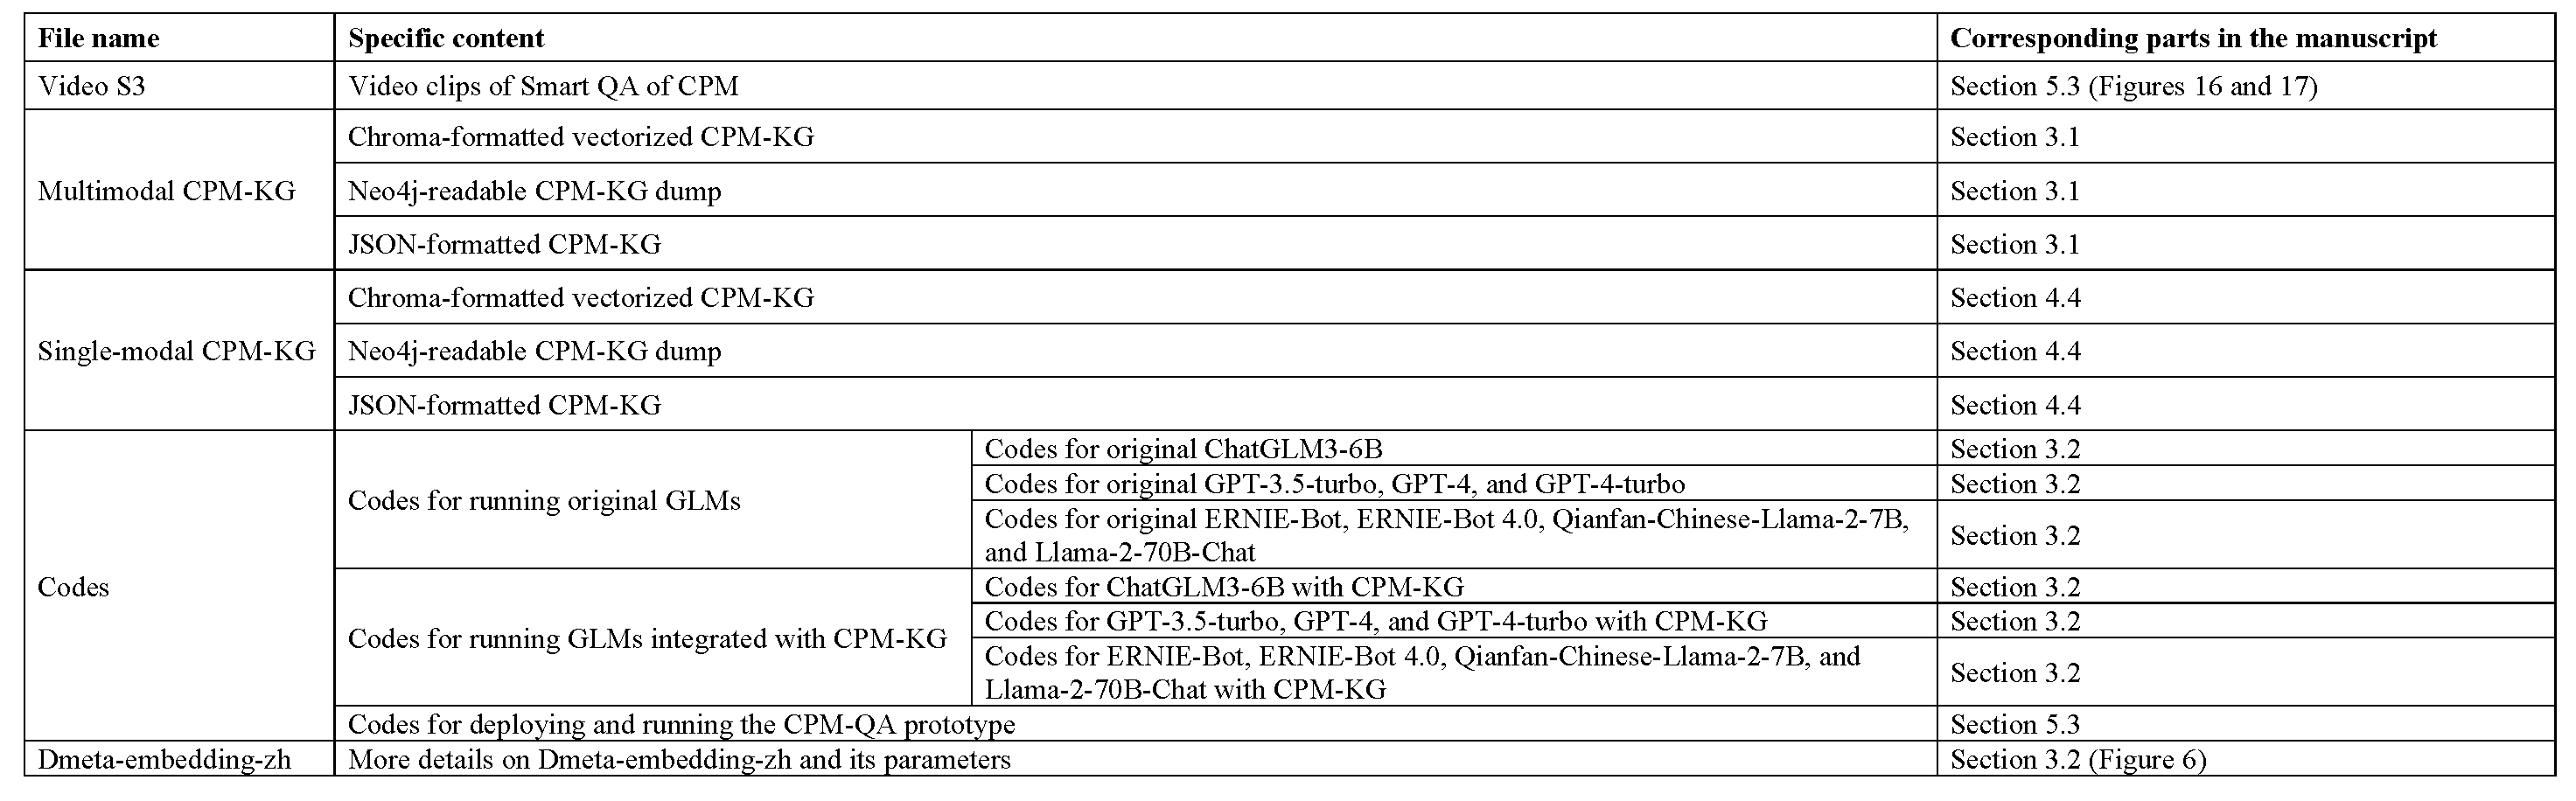 File name Specific content Corresponding parts in the manuscript
Video S3 Video clips of Smart QA of CPM Section 5.3 (Figures 16 and 17)
Multimodal CPM-KG
Chroma-formatted vectorized CPM-KG Section 3.1
Neo4j-readable CPM-KG dump Section 3.1
JSON-formatted CPM-KG Section 3.1
Single-modal CPM-KG
Chroma-formatted vectorized CPM-KG Section 4.4
Neo4j-readable CPM-KG dump Section 4.4
JSON-formatted CPM-KG Section 4.4
Codes
Codes for running original GLMs
Codes for original ChatGLM3-6B Section 3.2
Codes for original GPT-3.5-turbo, GPT-4, and GPT-4-turbo Section 3.2
Codes for original ERNIE-Bot, ERNIE-Bot 4.0, Qianfan-Chinese-Llama-2-7B,
and Llama-2-70B-Chat
Section 3.2
Codes for running GLMs integrated with CPM-KG
Codes for ChatGLM3-6B with CPM-KG Section 3.2
Codes for GPT-3.5-turbo, GPT-4, and GPT-4-turbo with CPM-KG Section 3.2
Codes for ERNIE-Bot, ERNIE-Bot 4.0, Qianfan-Chinese-Llama-2-7B, and
Llama-2-70B-Chat with CPM-KG
Section 3.2
Codes for deploying and running the CPM-QA prototype Section 5.3
Dmeta-embedding-zh More details on Dmeta-embedding-zh and its parameters Section 3.2 (Figure 6)